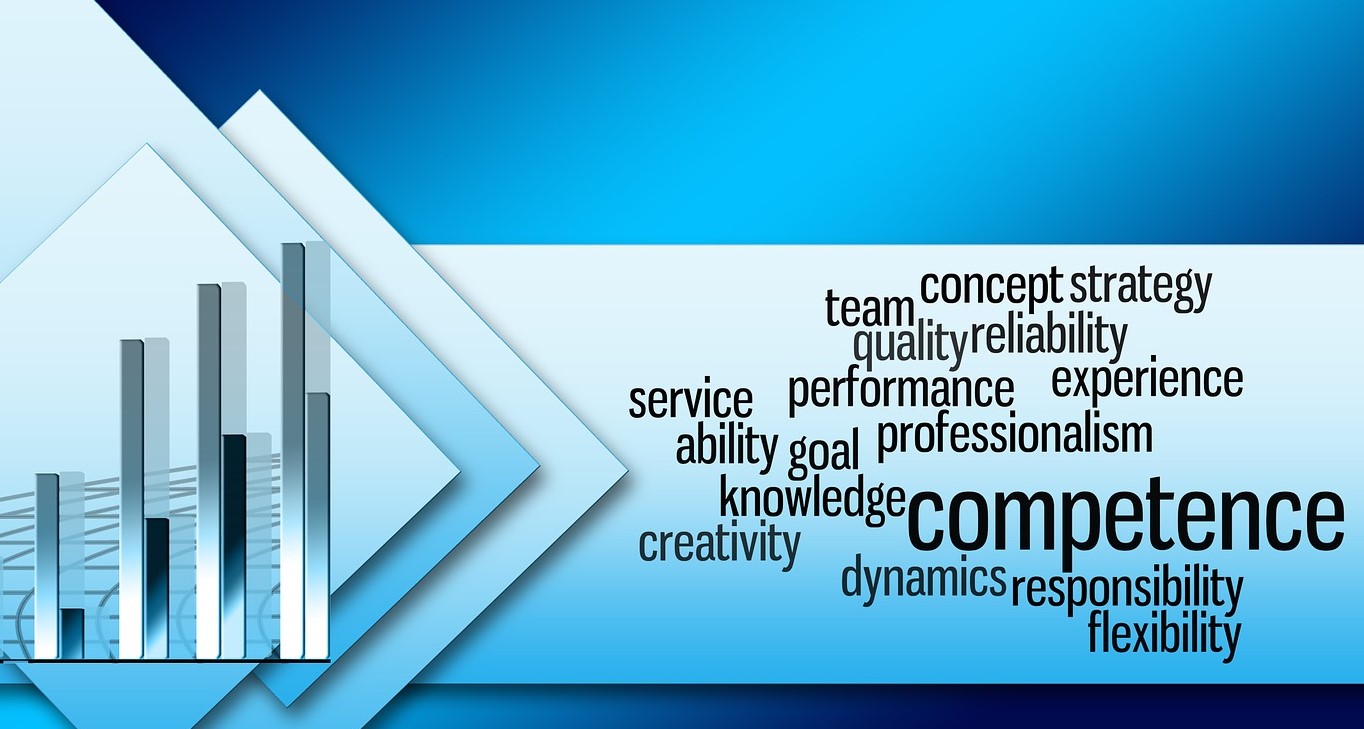 concept strategy
team
quality reliability
experience
service performance
ability goal professionalism
knowledge competence
creativity
dynamics responsibility
flexibility